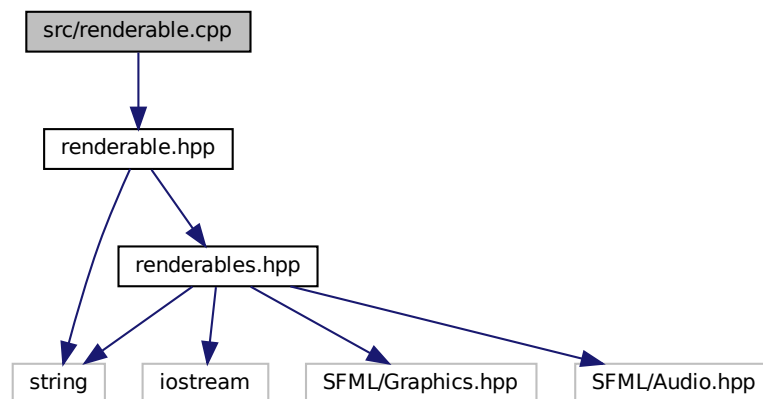 src/renderable.cpp
renderable.hpp
renderables.hpp
string
iostream
SFML/Graphics.hpp
SFML/Audio.hpp